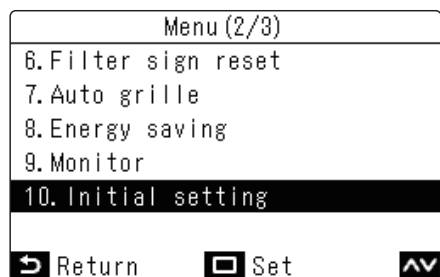 Menu(2/3)
6.Filter sign reset
7.Auto grille
8.Energy saving
9.Monitor
10.Initial setting
Return Set